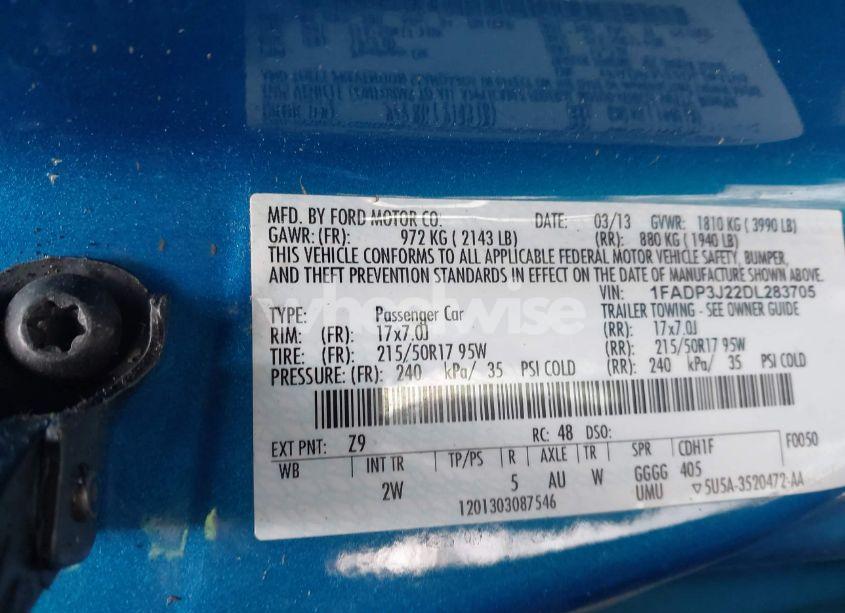 MFD. BY FORD MOTOR CO. DATE: 03/13 GVWR: 1810 KG ( 3990 LB)
GAWR: (FR): 972 KG ( 2143 LB) (RR): 880 KG ( 1940 LB)
THIS VEHICLE CONFORMS TO ALL APPLICABLE FEDERAL MOTOR VEHICLE SAFETY, BUMPER,
AND THEFT PREVENTION STANDARDS IN EFFECT ON THE DATE OF MANUFACTURE SHOWN ABOVE.
VIN: 1FADP3J22DL283705
TYPE: Passenger Car TRAILER TOWING - SEE OWNER GUIDE
RIM: (FR): 17x7.0J (RR): 17x7.0J
TIRE: (FR): 215/50R17 95W (RR): 215/50R17 95W
PRESSURE: (FR): 240 kPa/ 35 PSI COLD (RR): 240 kPa/ 35 PSI COLD
wheelwise
EXT PNT: Z9 RC: 48 DSO:
WB INT TR TP/PS R AXLE TR SPR CDH1F F0050
2W 5 AU W GGGG 405
UMU ▽5U5A-3520472-AA
1201303087546